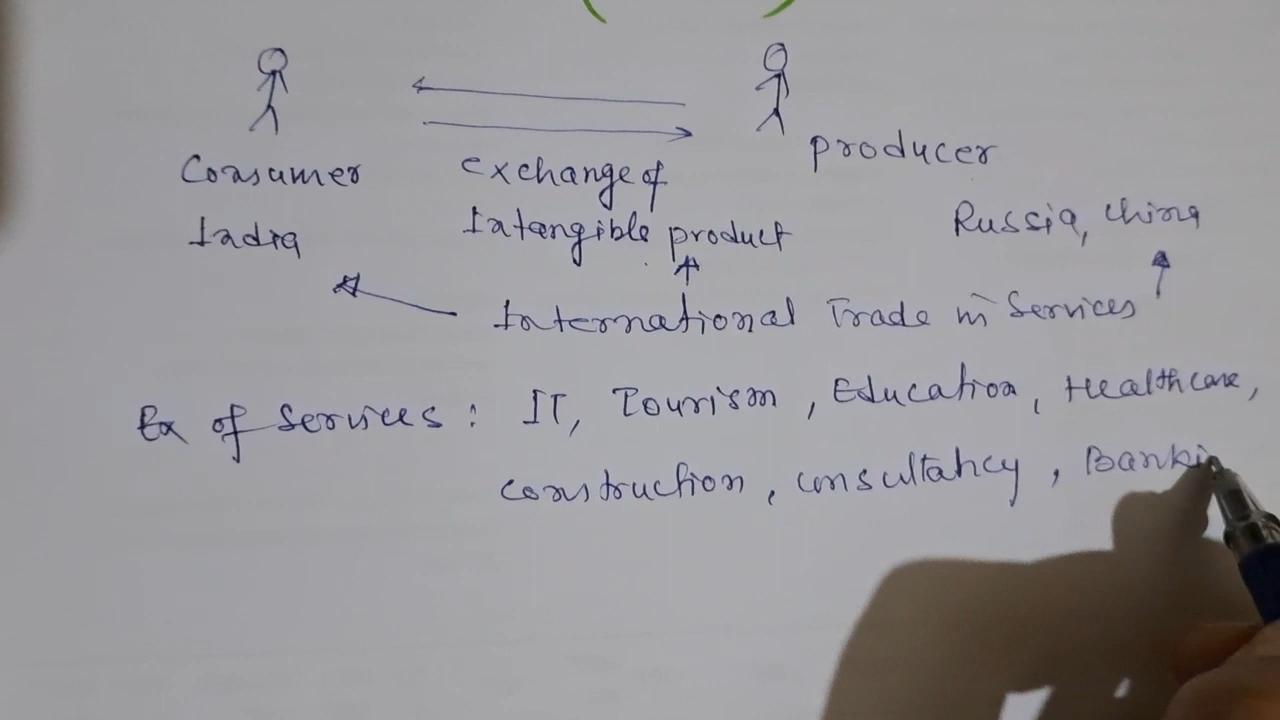 Consumer
India
exchange of
Intangible product
producer
Russia, China
International Trade in Services
Ex of Services : IT, Tourism, Education, Healthcare,
construction, consultancy, Banki